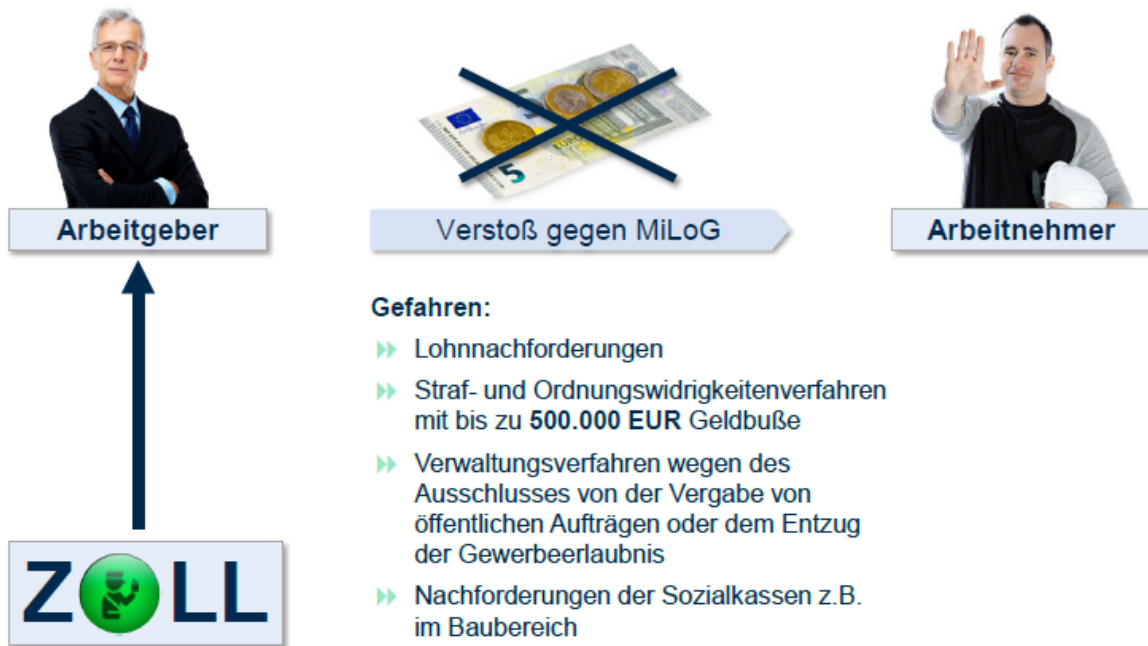 Arbeitgeber
Verstoß gegen MiLoG
Arbeitnehmer
Gefahren:
Lohnnachforderungen
Straf- und Ordnungswidrigkeitenverfahren
mit bis zu 500.000 EUR Geldbuße
Verwaltungsverfahren wegen des
Ausschlusses von der Vergabe von
öffentlichen Aufträgen oder dem Entzug
der Gewerbeerlaubnis
Nachforderungen der Sozialkassen z.B.
im Baubereich
ZOLL